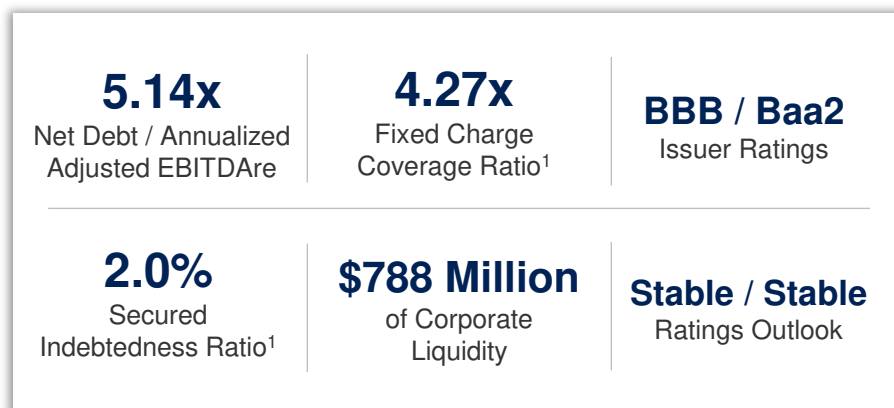 5.14x
Net Debt / Annualized
Adjusted EBITDAre
4.27x
Fixed Charge
Coverage Ratio¹
BBB / Baa2
Issuer Ratings
2.0%
Secured
Indebtedness Ratio¹
$788 Million
of Corporate
Liquidity
Stable / Stable
Ratings Outlook